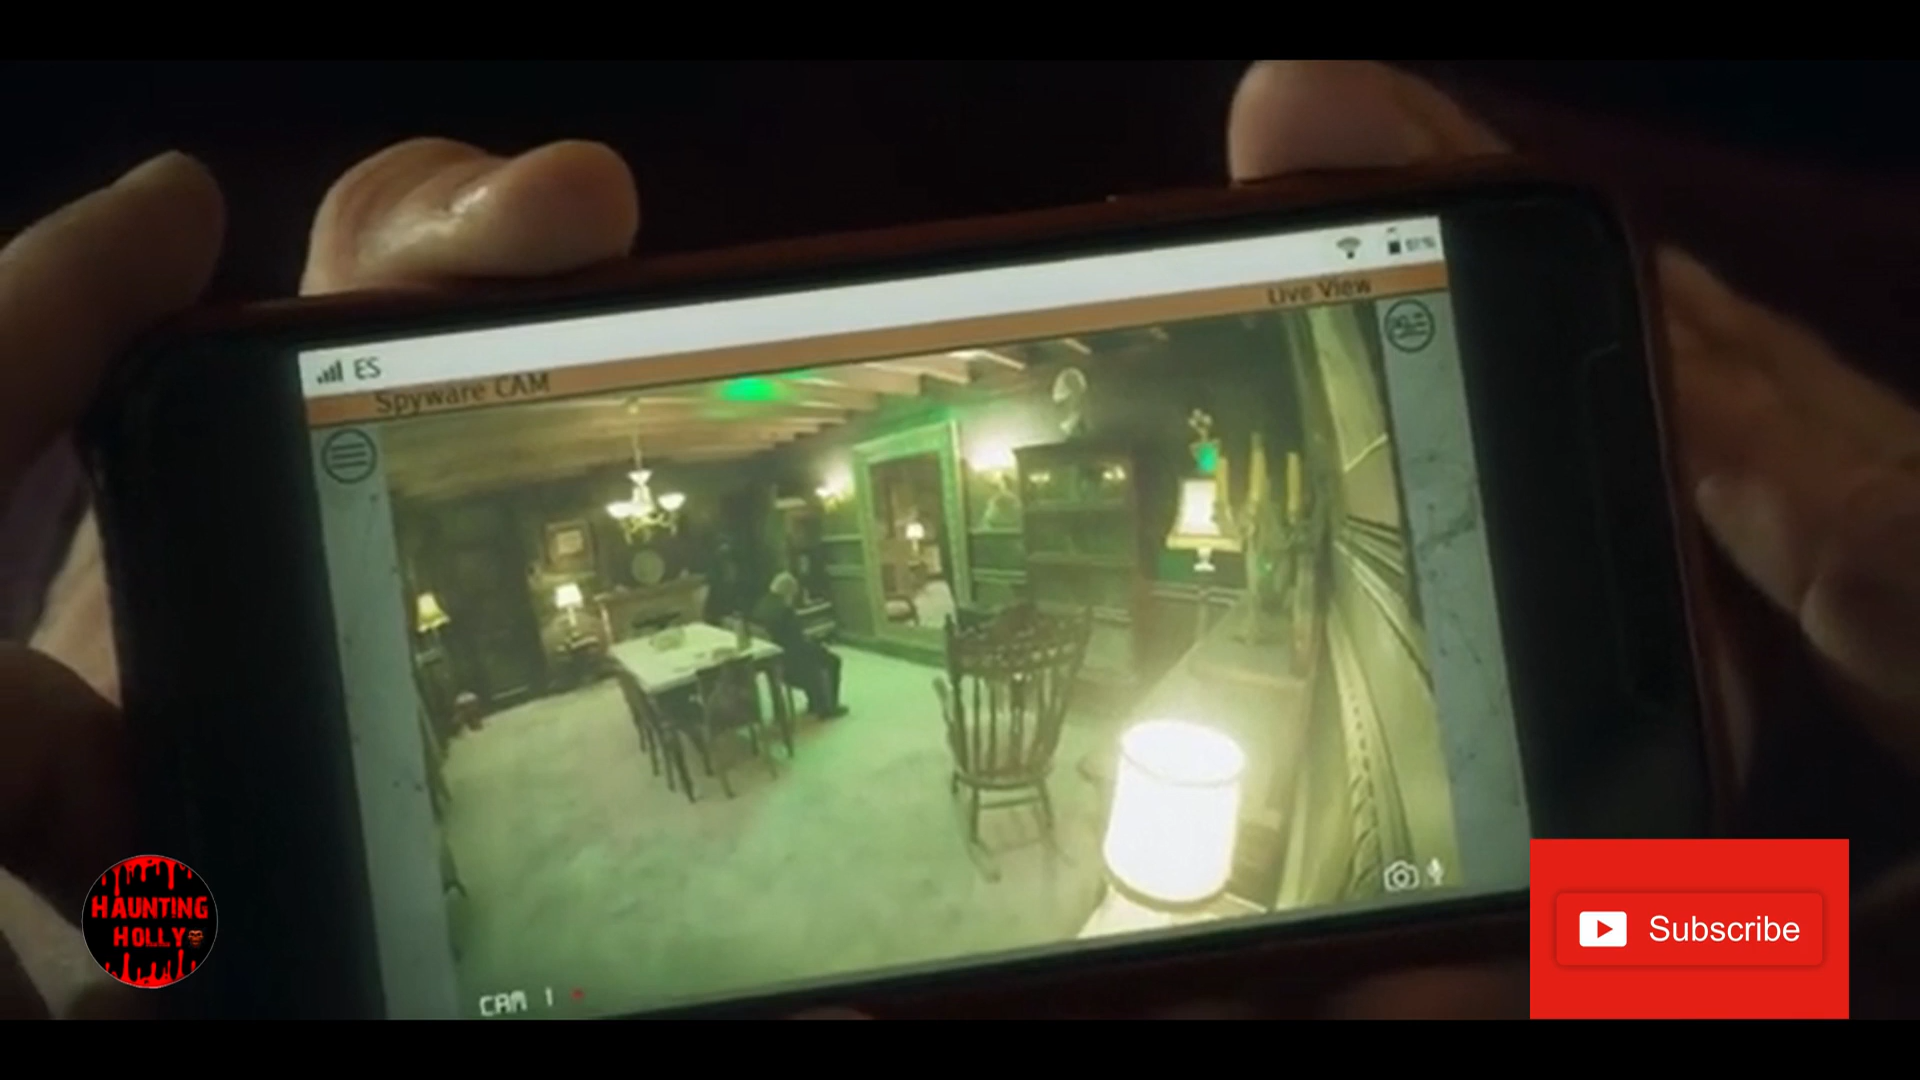 ES
Spyware CAM
Live View
CAM 1
HAUNTING
HOLLY
Subscribe